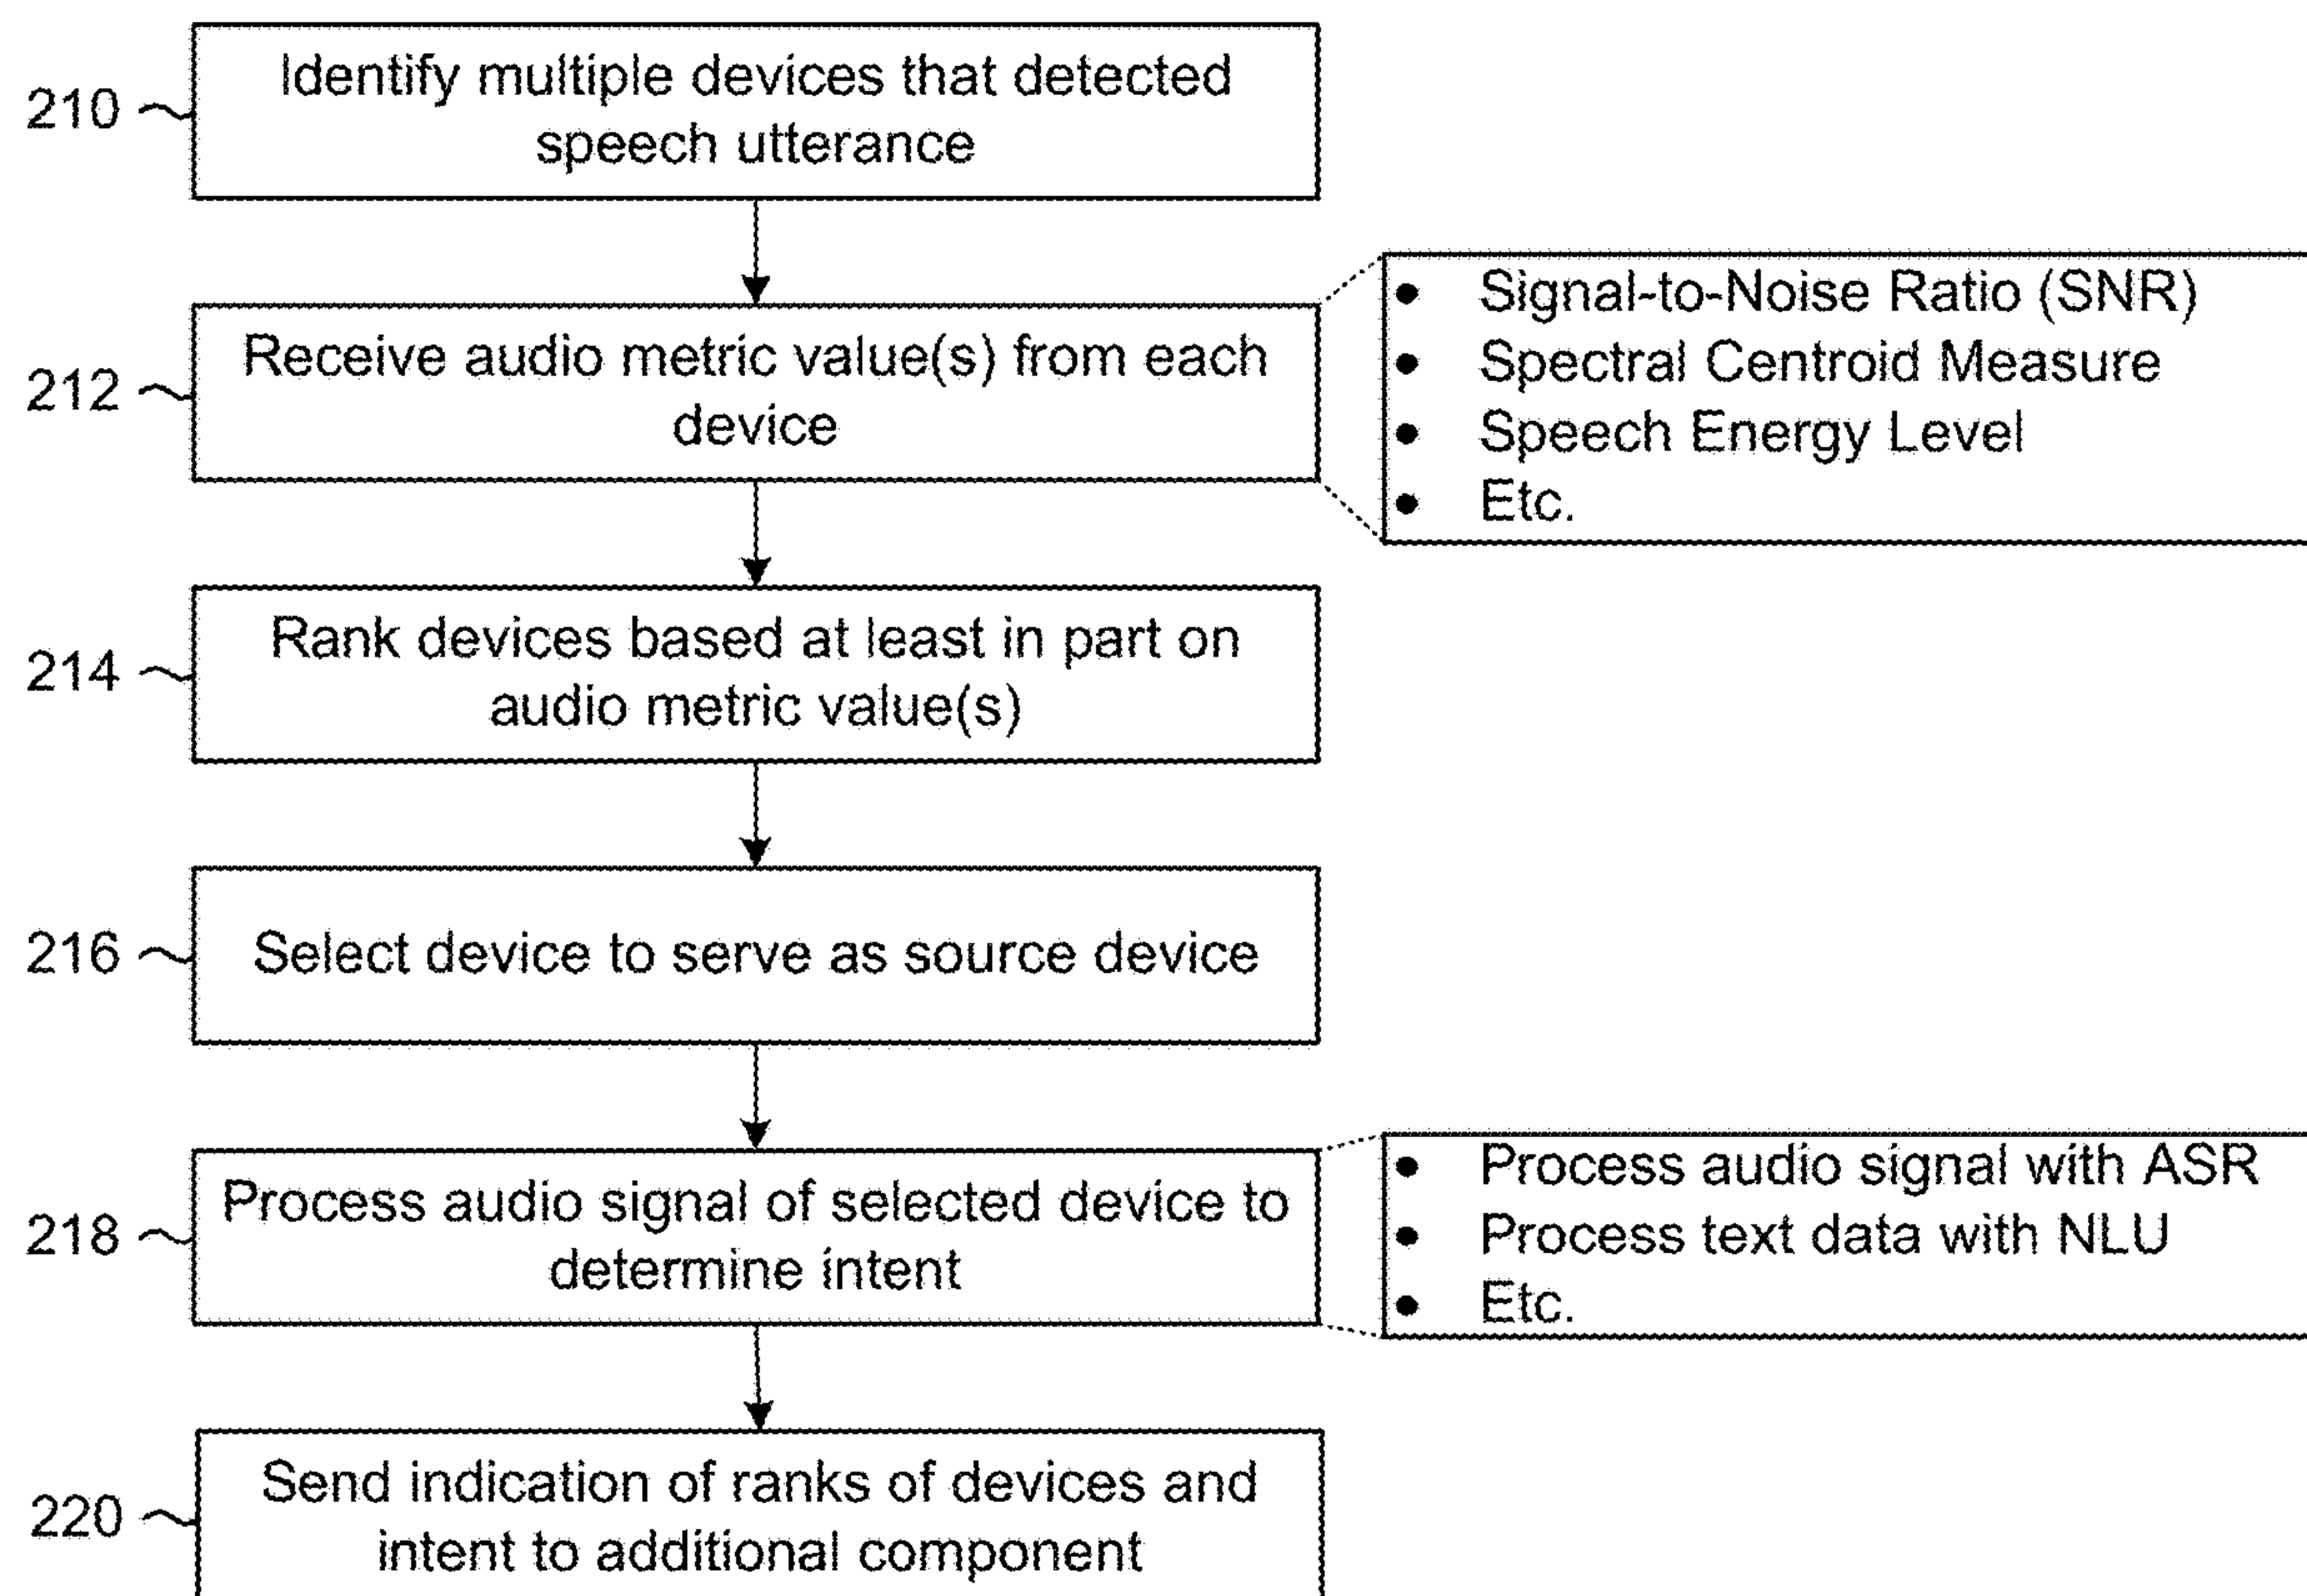 210
Identify multiple devices that detected
speech utterance
212
Receive audio metric value(s) from each
device
• Signal-to-Noise Ratio (SNR)
• Spectral Centroid Measure
• Speech Energy Level
• Etc.
214
Rank devices based at least in part on
audio metric value(s)
216
Select device to serve as source device
218
Process audio signal of selected device to
determine intent
• Process audio signal with ASR
• Process text data with NLU
• Etc.
220
Send indication of ranks of devices and
intent to additional component